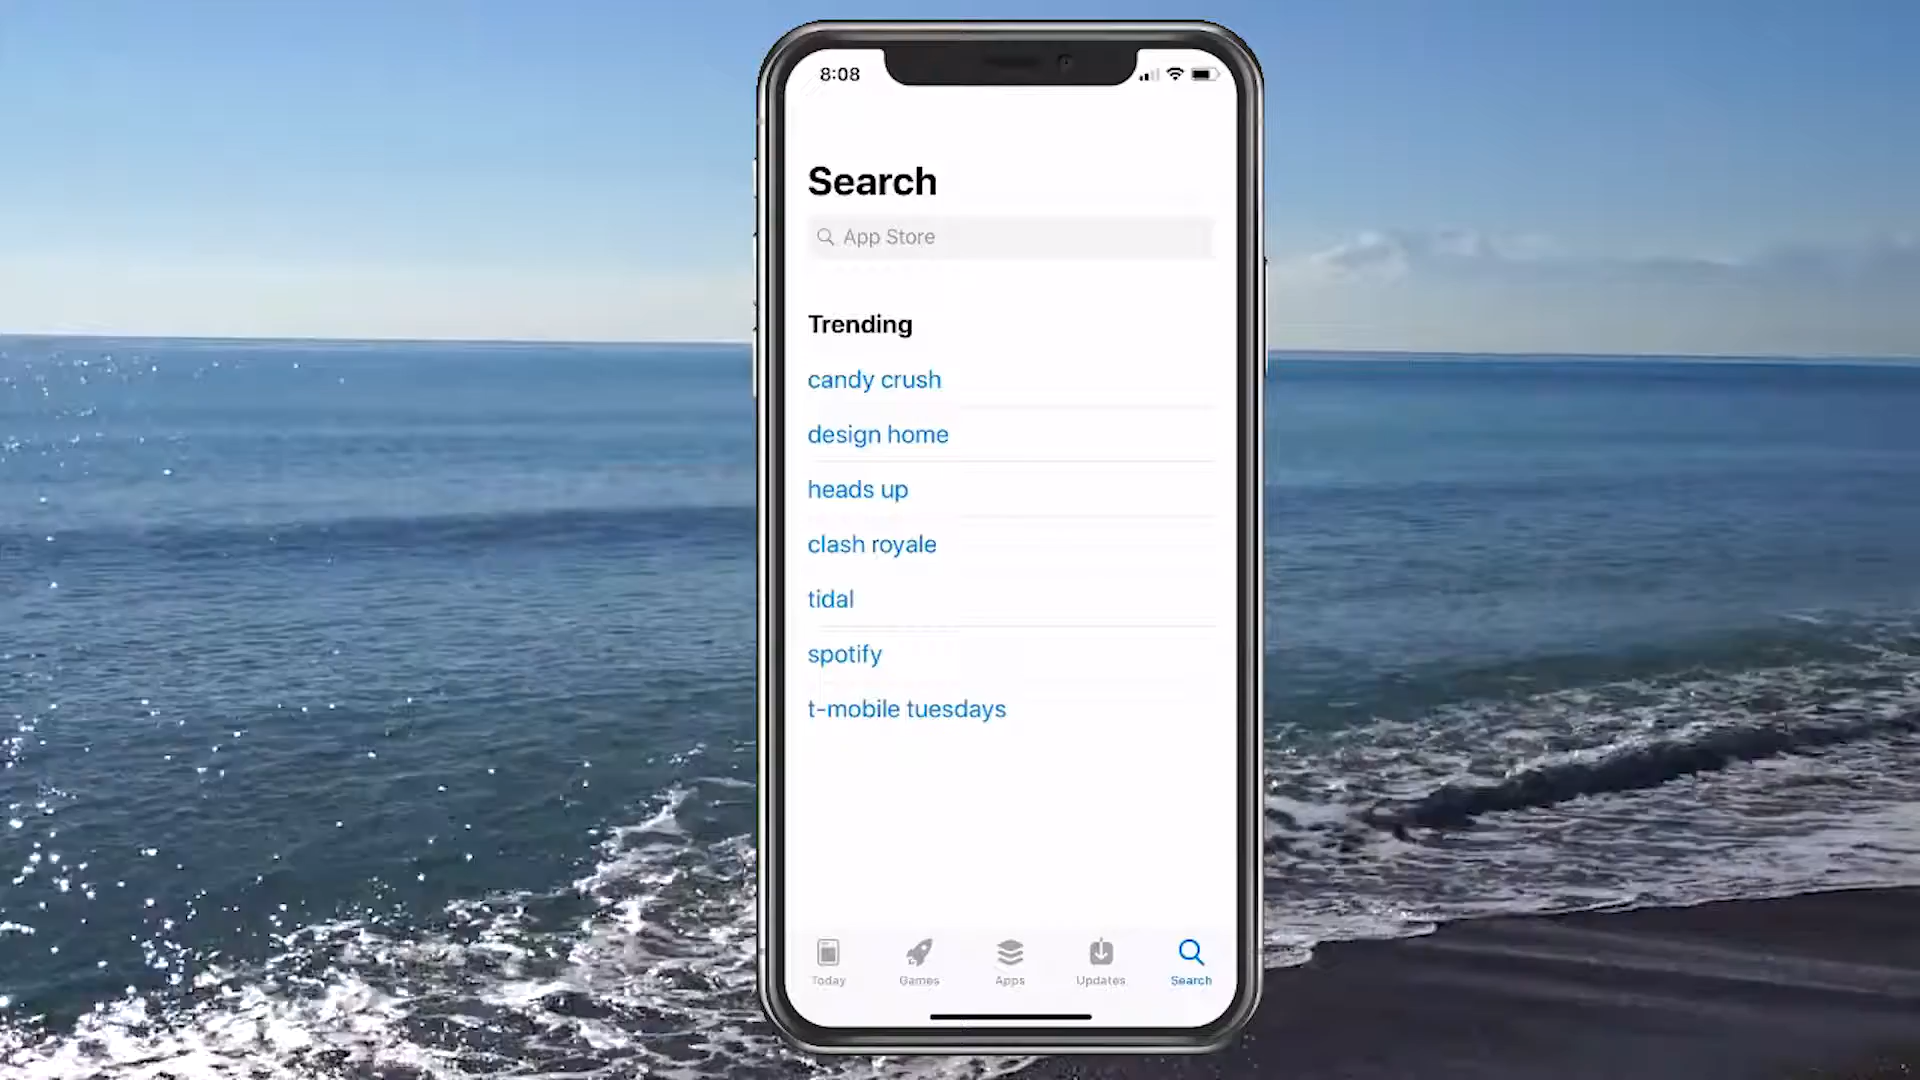 8:08
Search
App Store
Trending
candy crush
design home
heads up
clash royale
tidal
spotify
t-mobile tuesdays
Today
Games
Apps
Updates
Search